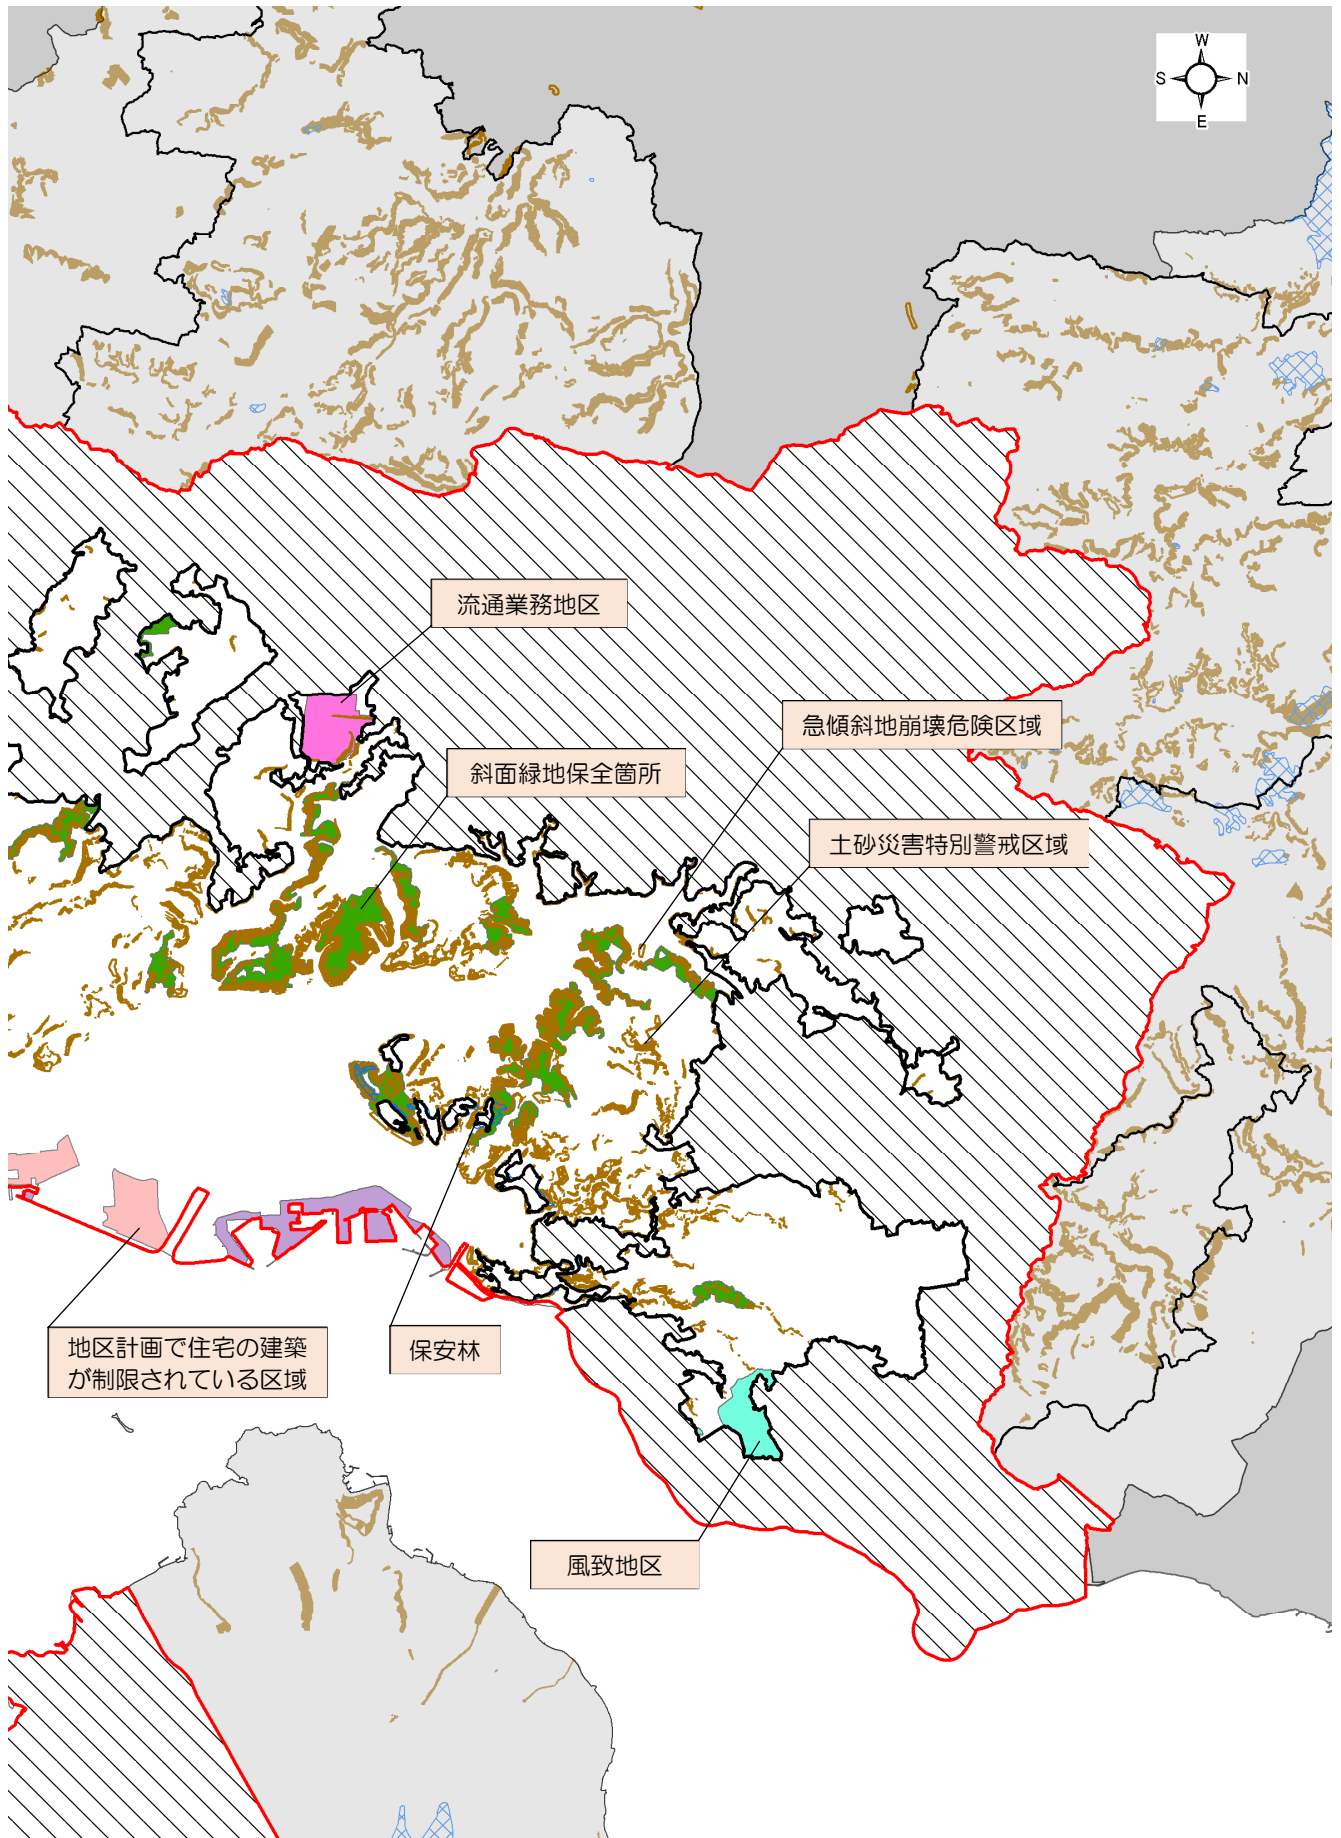 W
S
N
E
流通業務地区
急傾斜地崩壊危険区域
斜面緑地保全箇所
土砂災害特別警戒区域
地区計画で住宅の建築
が制限されている区域
保安林
風致地区